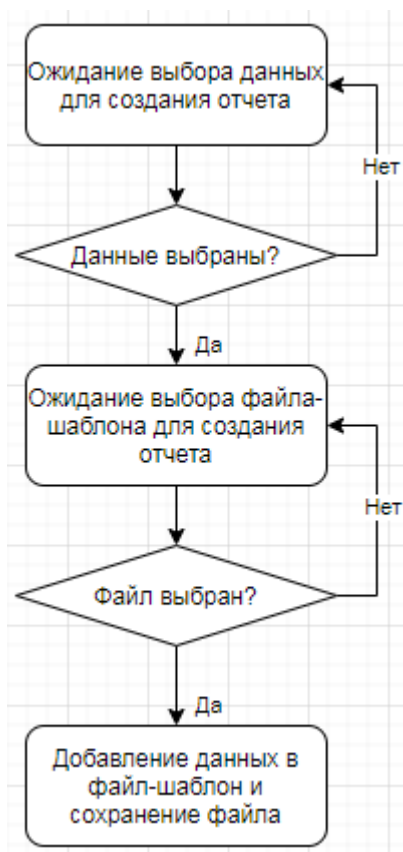 Ожидание выбора данных
для создания отчета
Нет
Данные выбраны?
Да
Ожидание выбора файла-
шаблона для создания
отчета
Нет
Файл выбран?
Да
Добавление данных в
файл-шаблон и
сохранение файла